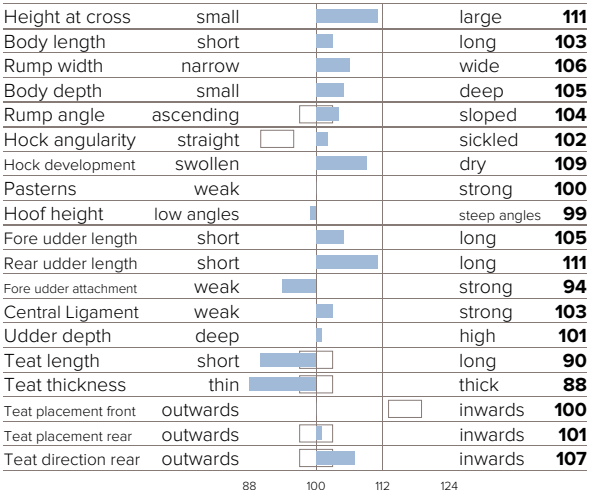 Height at cross small large 111
Body length short long 103
Rump width narrow wide 106
Body depth small deep 105
Rump angle ascending sloped 104
Hock angularity straight sickled 102
Hock development swollen dry 109
Pasterns weak strong 100
Hoof height low angles steep angles 99
Fore udder length short long 105
Rear udder length short long 111
Fore udder attachment weak strong 94
Central Ligament weak strong 103
Udder depth deep high 101
Teat length short long 90
Teat thickness thin thick 88
Teat placement front outwards inwards 100
Teat placement rear outwards inwards 101
Teat direction rear outwards inwards 107
88 100 112 124